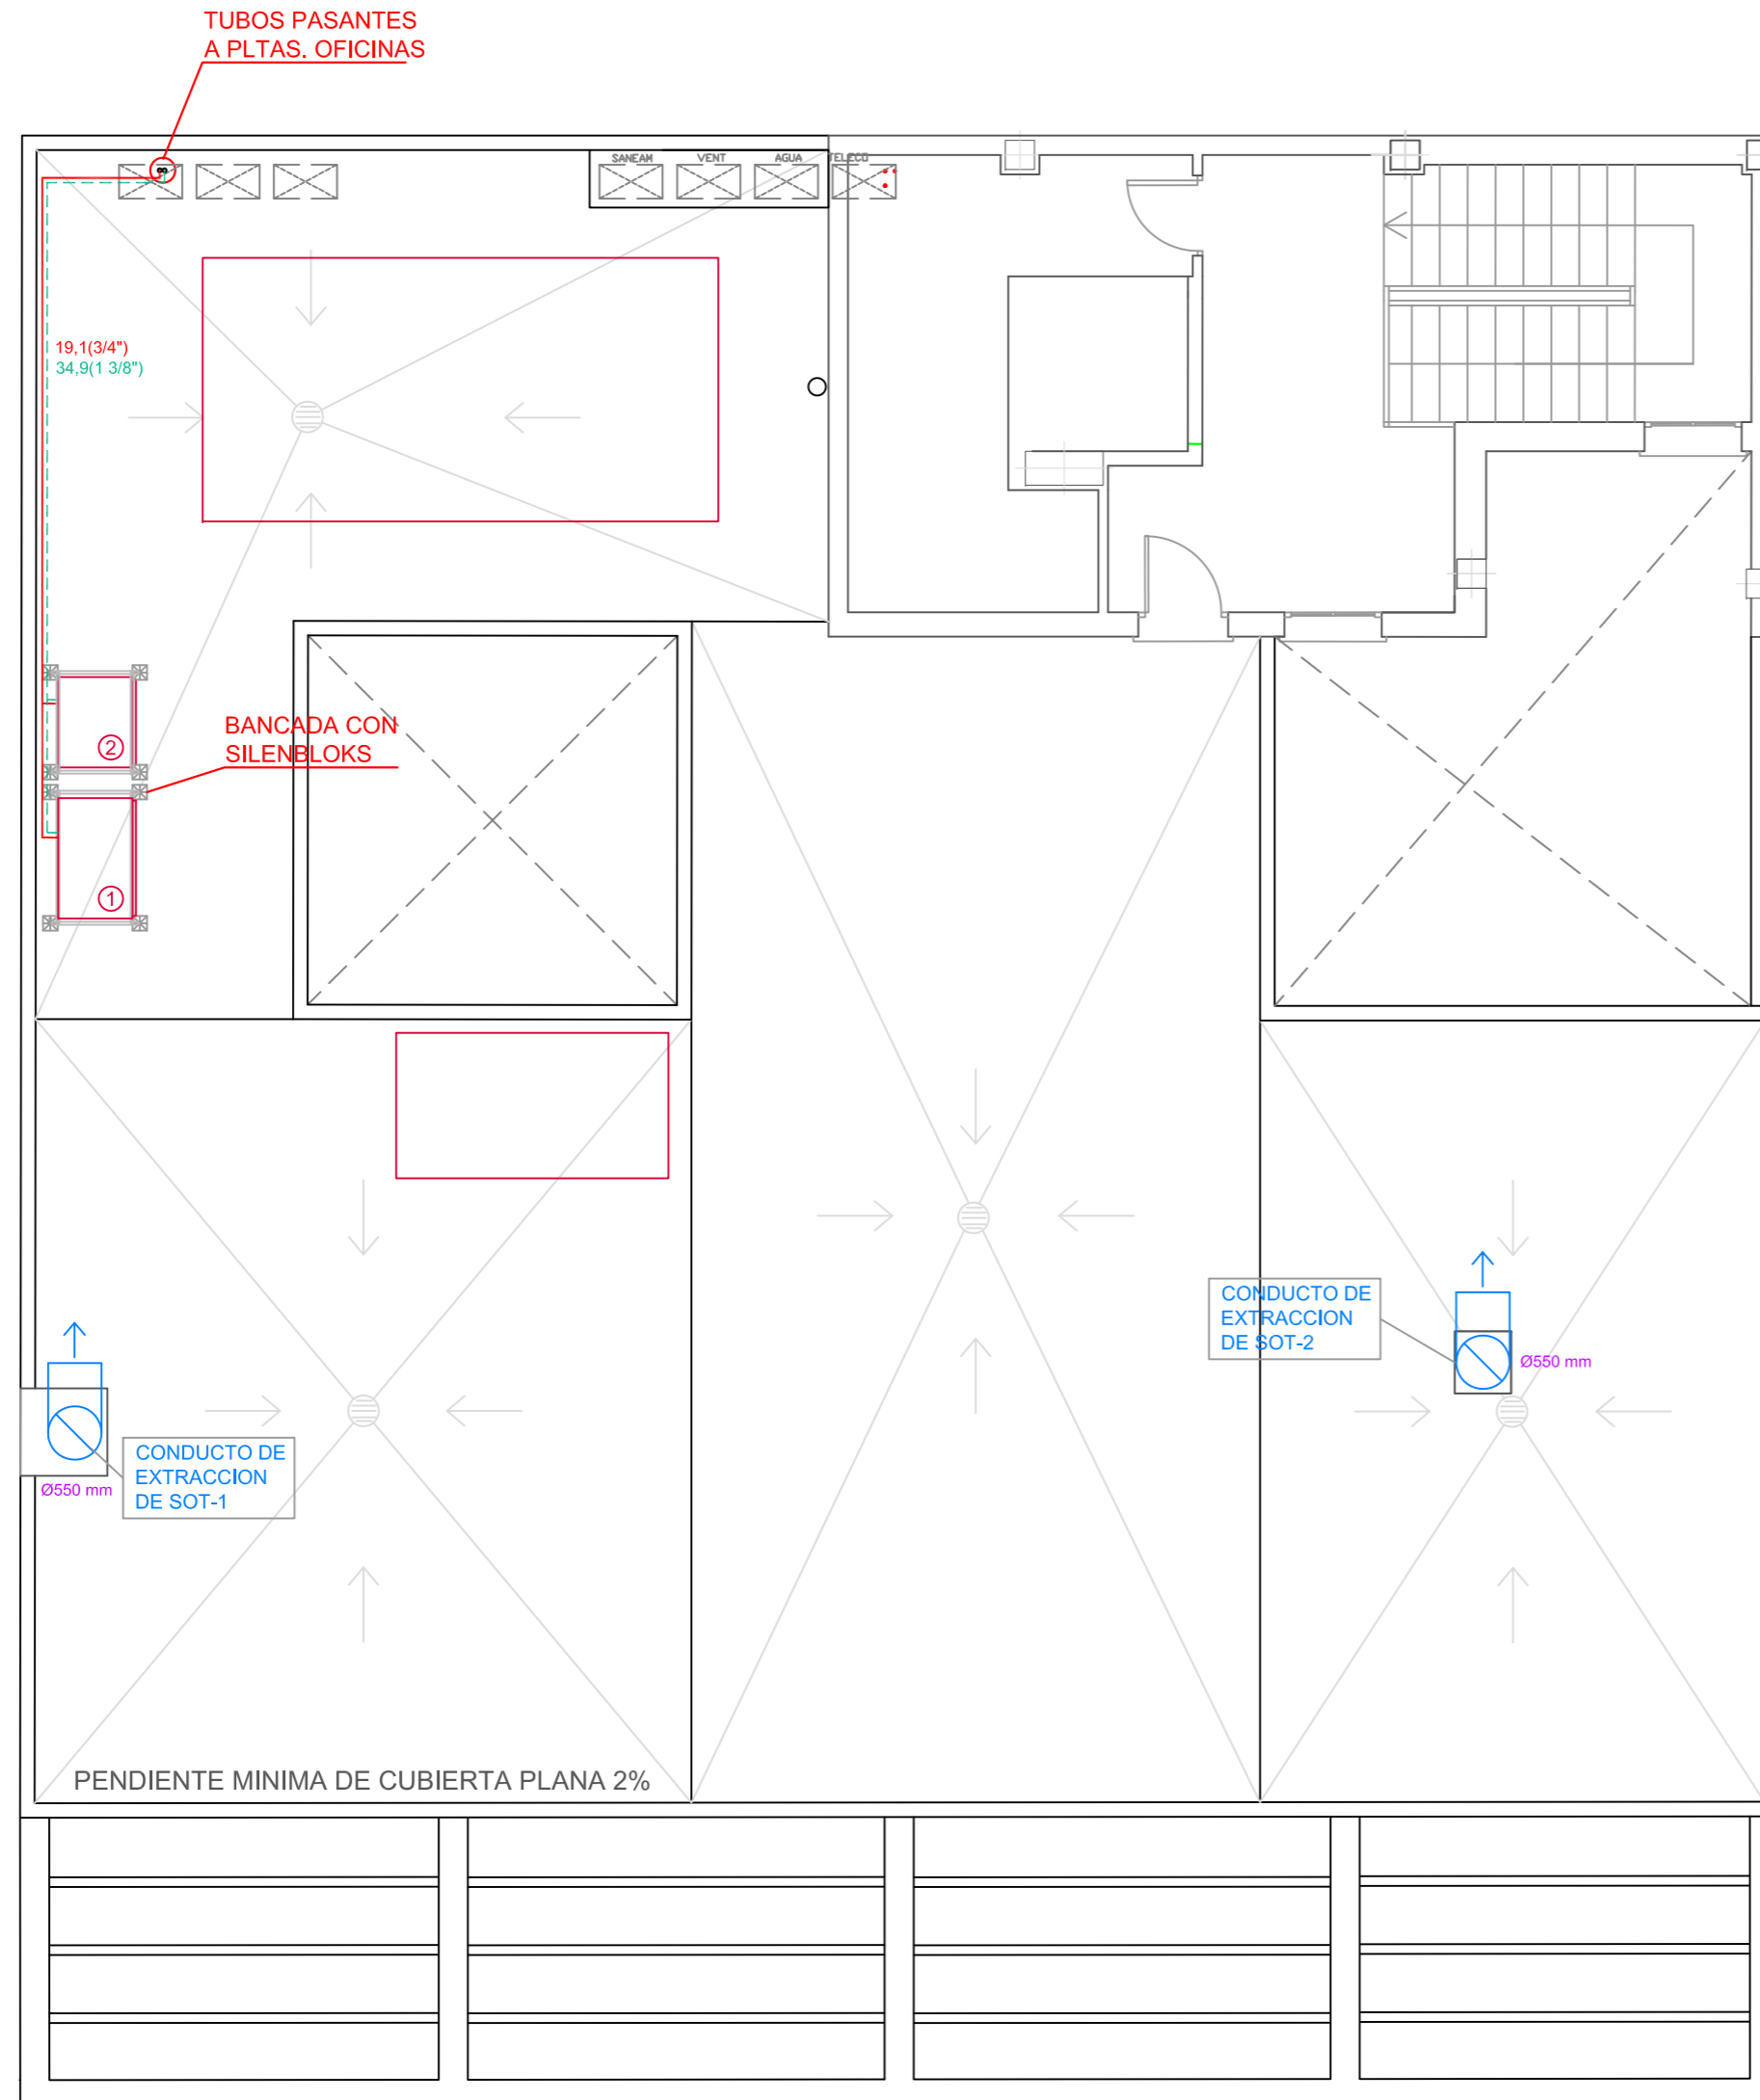 TUBOS PASANTES
A PLTAS. OFICINAS
SANEAM
VENT
AGUA
TELECO
19,1(3/4")
34,9(1 3/8")
BANCADA CON
SILENBLOKS
2
1
CONDUCTO DE
EXTRACCION
DE SOT-2
Ø550 mm
CONDUCTO DE
EXTRACCION
DE SOT-1
Ø550 mm
PENDIENTE MINIMA DE CUBIERTA PLANA 2%